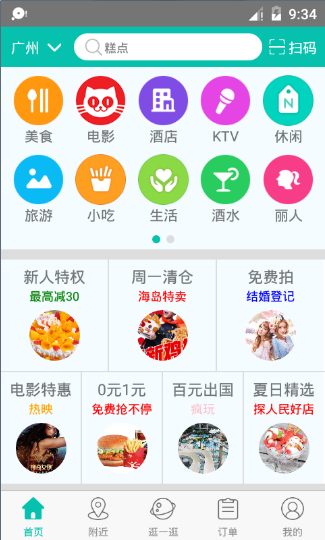 9:34
广州 糕点 扫码
美食 电影 酒店 KTV 休闲
N
旅游 小吃 生活 酒水 丽人
新人特权 周一清仓 免费拍
最高减30 海岛特卖 结婚登记
电影特惠 0元1元 百元出国 夏日精选
热映 免费抢不停 疯玩 探人民好店
首页 附近 逛一逛 订单 我的